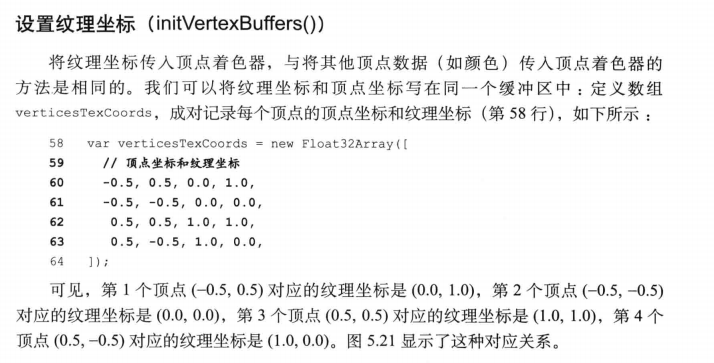 设置纹理坐标（initVertexBuffers()）
将纹理坐标传入顶点着色器，与将其他顶点数据（如颜色）传入顶点着色器的
方法是相同的。我们可以将纹理坐标和顶点坐标写在同一个缓冲区中：定义数组
verticesTexCoords，成对记录每个顶点的顶点坐标和纹理坐标（第 58 行），如下所示：
58 var verticesTexCoords = new Float32Array([
59 // 顶点坐标和纹理坐标
60 -0.5, 0.5, 0.0, 1.0,
61 -0.5, -0.5, 0.0, 0.0,
62 0.5, 0.5, 1.0, 1.0,
63 0.5, -0.5, 1.0, 0.0,
64 ]);
可见，第 1 个顶点 (–0.5, 0.5) 对应的纹理坐标是 (0.0, 1.0)，第 2 个顶点 (–0.5, –0.5)
对应的纹理坐标是 (0.0, 0.0)，第 3 个顶点 (0.5, 0.5) 对应的纹理坐标是 (1.0, 1.0)，第 4 个
顶点 (0.5, –0.5) 对应的纹理坐标是 (1.0, 0.0)。图 5.21 显示了这种对应关系。